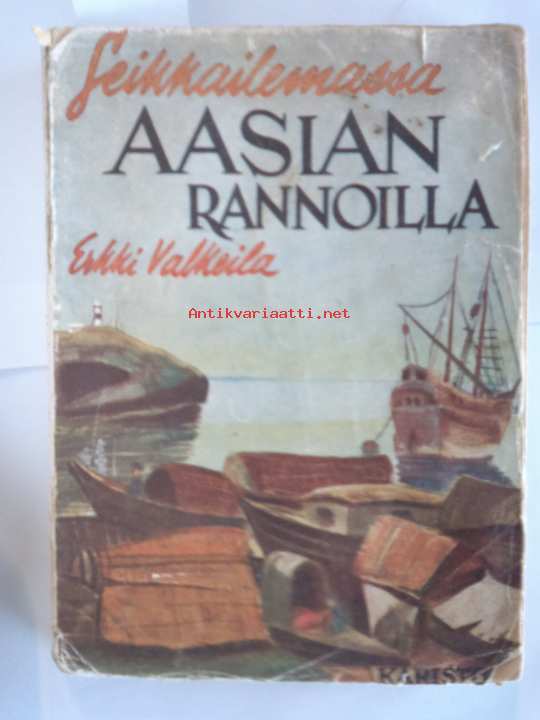 Seikkailemassa
AASIAN
RANNOILLA
Erkki Valkeila
Antikvariaatti.net
KARISTO